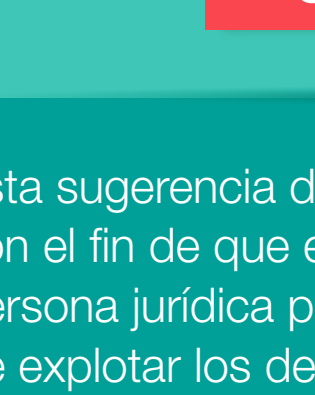 sta sugerencia d
on el fin de que e
ersona jurídica p
e explotar los de